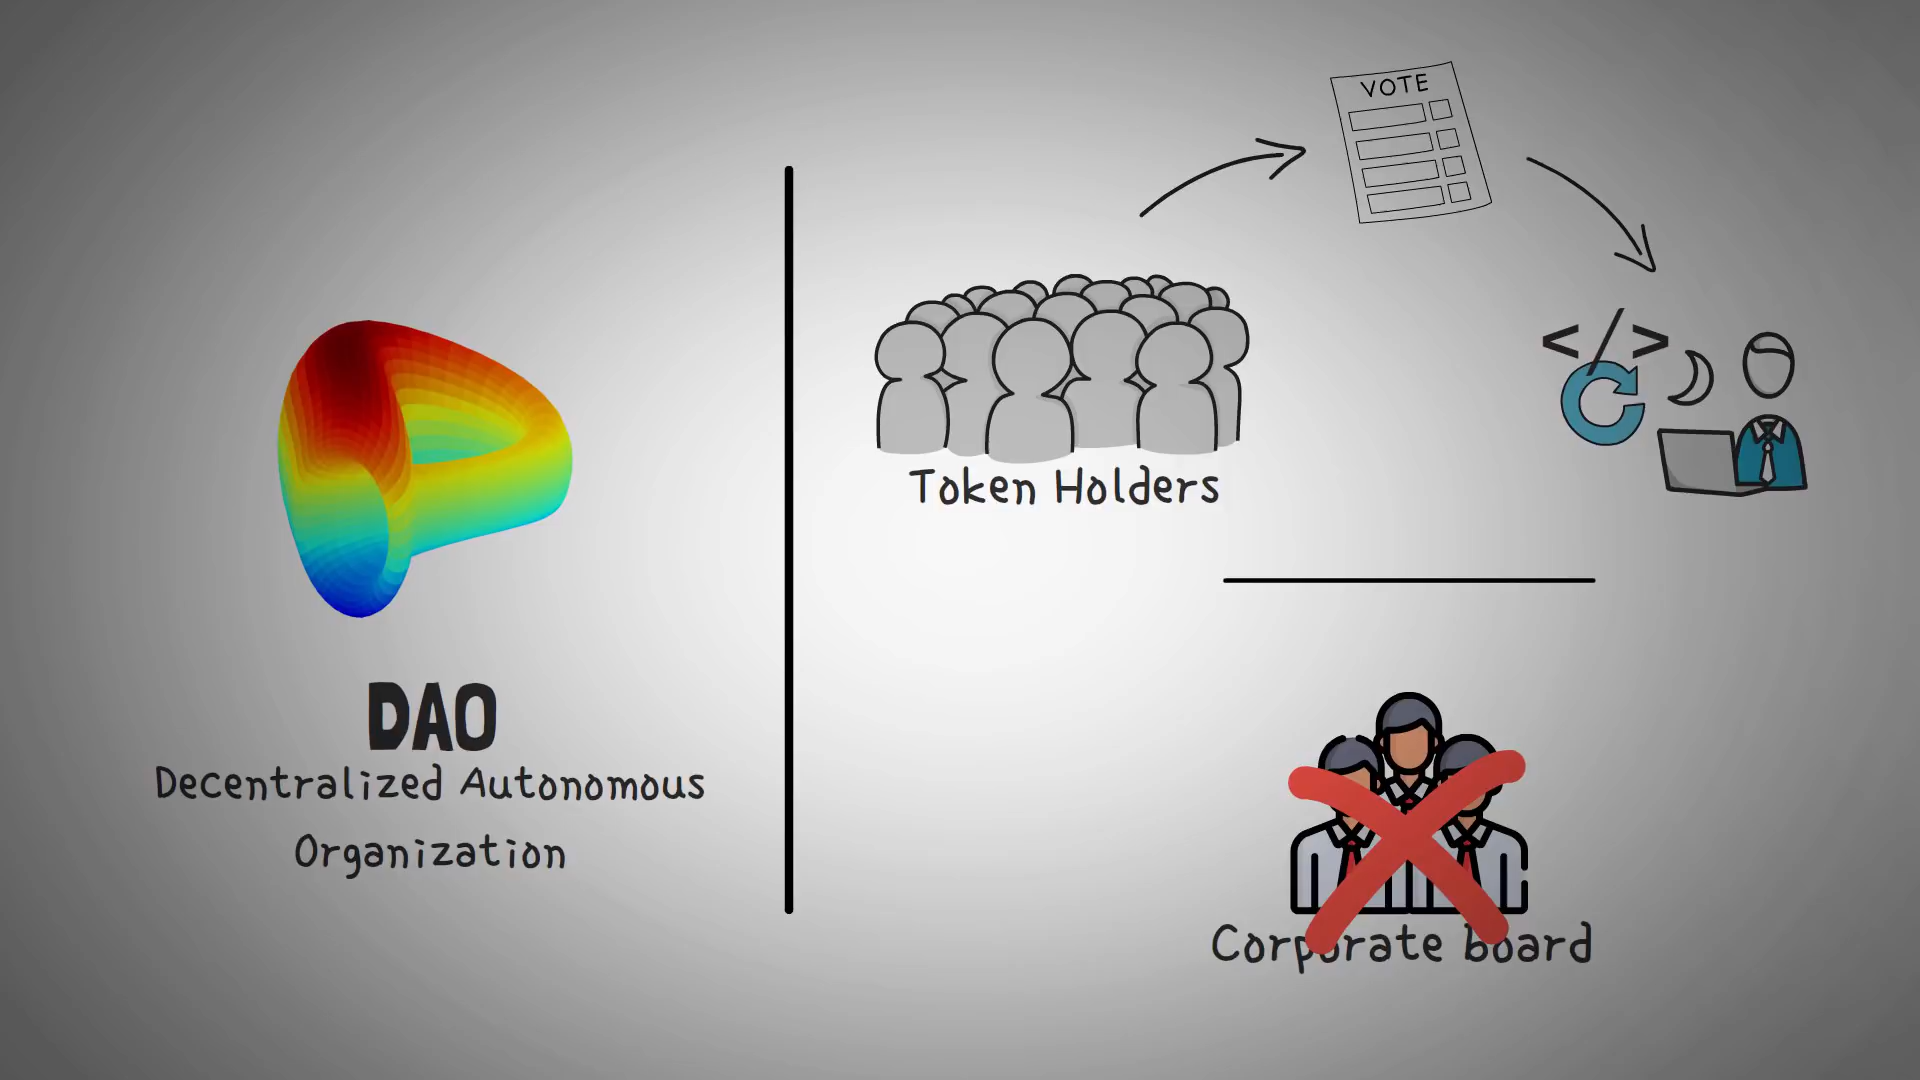 DAO
Decentralized Autonomous
Organization
VOTE
</>
Token Holders
Corporate board